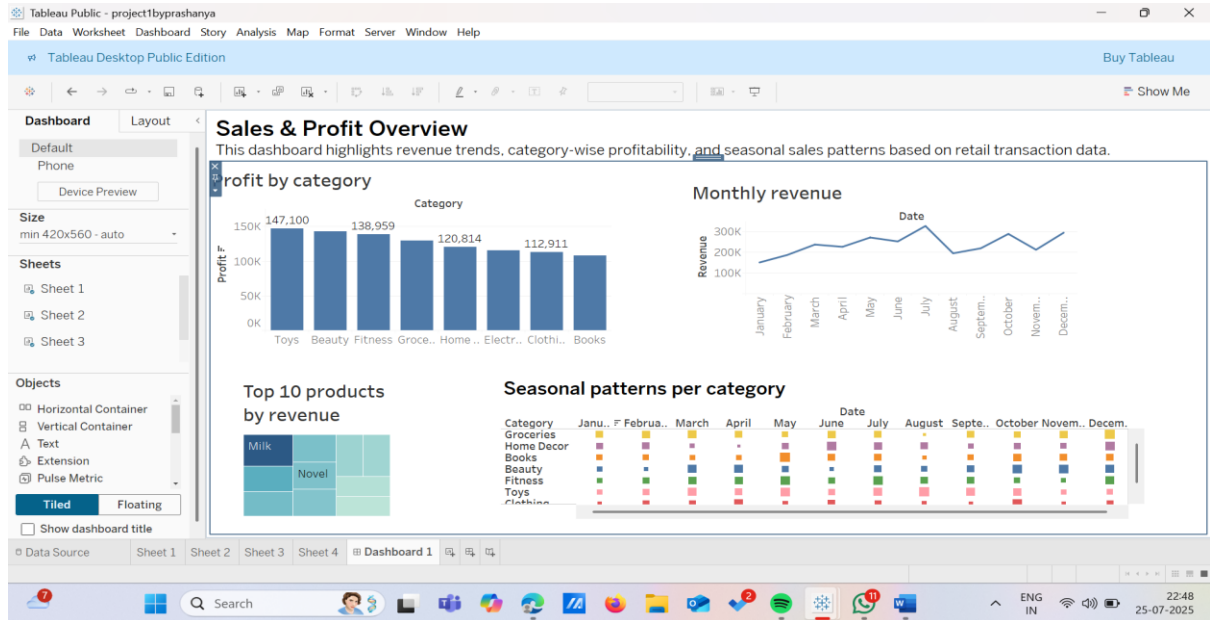 Tableau Public - project1byprashanya
File Data Worksheet Dashboard Story Analysis Map Format Server Window Help
Tableau Desktop Public Edition
Buy Tableau
Show Me
Dashboard Layout
Default
Phone
Device Preview
Size
min 420x560 - auto
Sheets
Sheet 1
Sheet 2
Sheet 3
Objects
Horizontal Container
Vertical Container
Text
Extension
Pulse Metric
Tiled Floating
Show dashboard title
Sales & Profit Overview
This dashboard highlights revenue trends, category-wise profitability, and seasonal sales patterns based on retail transaction data.
rofit by category
Category
Profit
150K
100K
50K
0K
147,100 138,959 120,814 112,911
Toys Beauty Fitness Groce.. Home .. Electr.. Clothi.. Books
Monthly revenue
Date
Revenue
300K
200K
100K
January February March April May June July August Septem.. October Novem.. Decem..
Top 10 products
by revenue
Milk
Novel
Seasonal patterns per category
Date
Category Janu.. Februa.. March April May June July August Septe.. October Novem.. Decem.
Groceries
Home Decor
Books
Beauty
Fitness
Toys
Clothing
Data Source Sheet 1 Sheet 2 Sheet 3 Sheet 4 Dashboard 1
7
Search
2
11
ENG
IN
22:48
25-07-2025